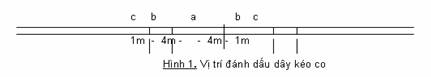 c b a b c
1m - 4m - - 4m - 1m
Hình 1. Vị trí đánh dấu dây kéo co